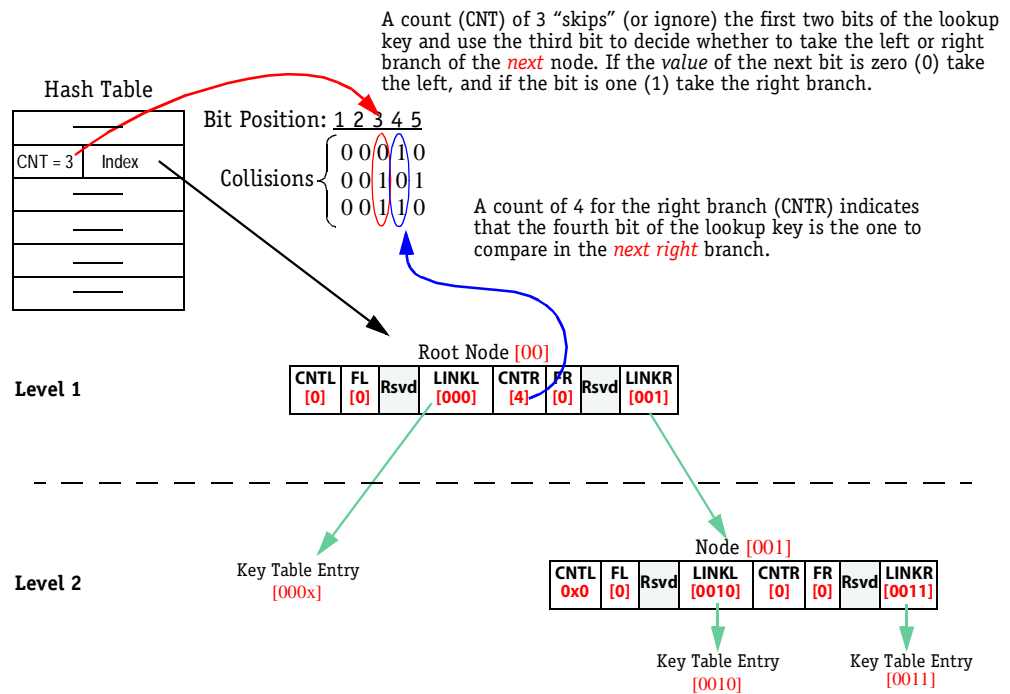 A count (CNT) of 3 “skips” (or ignore) the first two bits of the lookup
key and use the third bit to decide whether to take the left or right
branch of the next node. If the value of the next bit is zero (0) take
the left, and if the bit is one (1) take the right branch.
Hash Table
CNT = 3 Index
Bit Position: 1 2 3 4 5
Collisions
0 0 0 1 0
0 0 1 0 1
0 0 1 1 0
A count of 4 for the right branch (CNTR) indicates
that the fourth bit of the lookup key is the one to
compare in the next right branch.
Root Node [00]
Level 1
CNTL FL Rsvd LINKL CNTR FR Rsvd LINKR
[0] [0] [000] [4] [0] [001]
Level 2
Key Table Entry
[000x]
Node [001]
CNTL FL Rsvd LINKL CNTR FR Rsvd LINKR
0x0 [0] [0010] [0] [0] [0011]
Key Table Entry
[0010]
Key Table Entry
[0011]